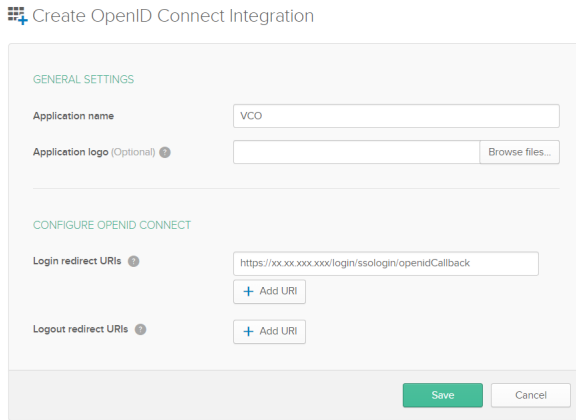 Create OpenID Connect Integration
GENERAL SETTINGS
Application name VCO
Application logo (Optional) ? Browse files...
CONFIGURE OPENID CONNECT
Login redirect URIs ? https://xx.xx.xxx.xxx/login/ssologin/openidCallback
+ Add URI
Logout redirect URIs ? + Add URI
Save Cancel